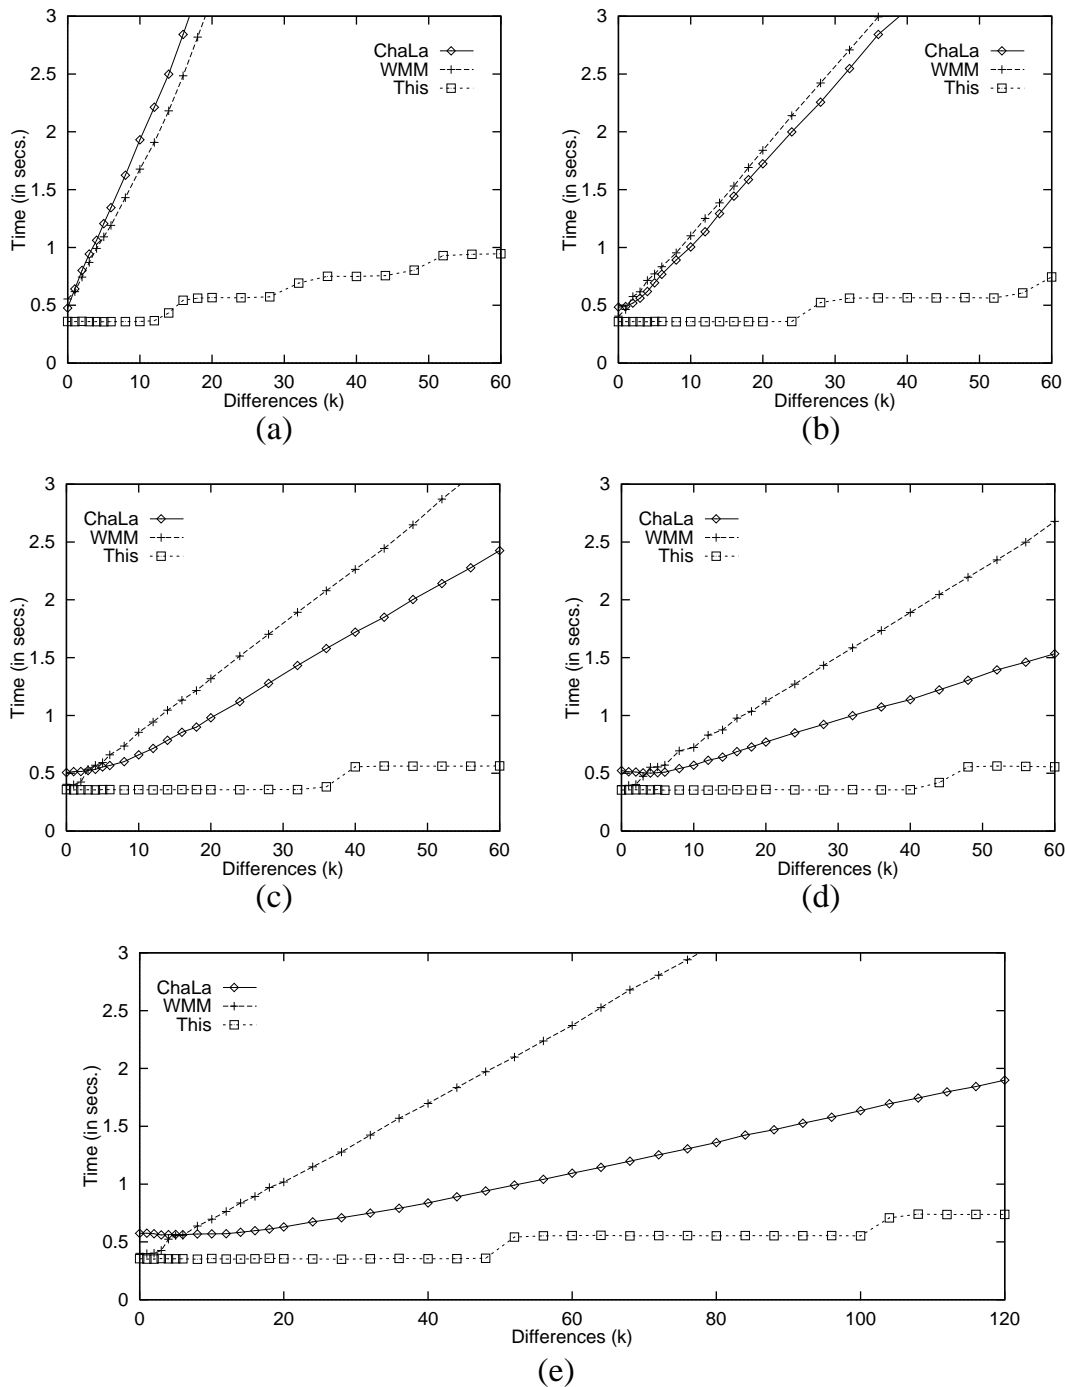 3
2.5
2
1.5
1
0.5
0
Time (in secs.)
ChaLa
WMM
This
0 10 20 30 40 50 60
Differences (k)
(a)
3
2.5
2
1.5
1
0.5
0
Time (in secs.)
ChaLa
WMM
This
0 10 20 30 40 50 60
Differences (k)
(b)
3
2.5
2
1.5
1
0.5
0
Time (in secs.)
ChaLa
WMM
This
0 10 20 30 40 50 60
Differences (k)
(c)
3
2.5
2
1.5
1
0.5
0
Time (in secs.)
ChaLa
WMM
This
0 10 20 30 40 50 60
Differences (k)
(d)
3
2.5
2
1.5
1
0.5
0
Time (in secs.)
ChaLa
WMM
This
0 20 40 60 80 100 120
Differences (k)
(e)